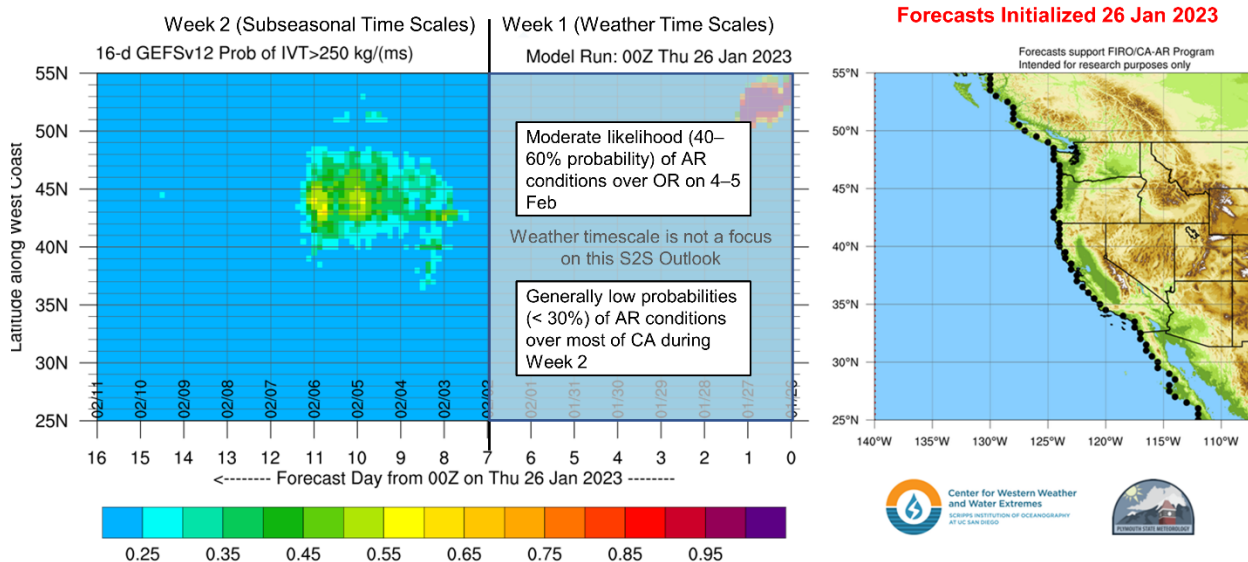 Week 2 (Subseasonal Time Scales)
Week 1 (Weather Time Scales)
Forecasts Initialized 26 Jan 2023
16-d GEFSv12 Prob of IVT>250 kg/(ms)
Model Run: 00Z Thu 26 Jan 2023
Forecasts support FIRO/CA-AR Program
Intended for research purposes only
Latitude along West Coast
55N
50N
45N
40N
35N
30N
25N
Moderate likelihood (40–
60% probability) of AR
conditions over OR on 4–5
Feb
Weather timescale is not a focus
on this S2S Outlook
Generally low probabilities
(< 30%) of AR conditions
over most of CA during
Week 2
02/11
02/10
02/09
02/08
02/07
02/06
02/05
02/04
02/03
02/01
01/31
01/30
01/29
01/28
01/27
16
15
14
13
12
11
10
9
8
7
6
5
4
3
2
1
0
<-------- Forecast Day from 00Z on Thu 26 Jan 2023 --------
0.25
0.35
0.45
0.55
0.65
0.75
0.85
0.95
55°N
50°N
45°N
40°N
35°N
30°N
25°N
140°W
135°W
130°W
125°W
120°W
115°W
110°W
Center for Western Weather
and Water Extremes
SCRIPPS INSTITUTION OF OCEANOGRAPHY
AT UC SAN DIEGO
PLYMOUTH STATE METEOROLOGY